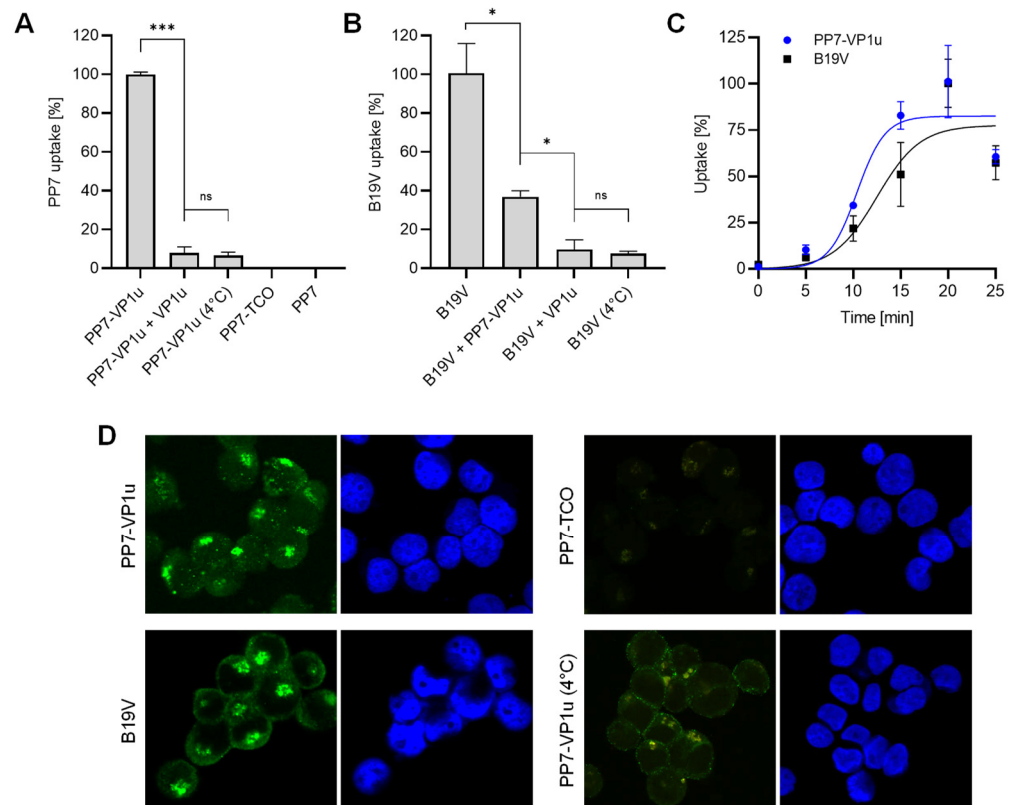 A
PP7 uptake [%]
120
100
80
60
40
20
0
***
ns
PP7-VP1u
PP7-VP1u + VP1u
PP7-VP1u (4°C)
PP7-TCO
PP7
B
B19V uptake [%]
120
100
80
60
40
20
0
*
*
ns
B19V
B19V + PP7-VP1u
B19V + VP1u
B19V (4°C)
C
Uptake [%]
125
100
75
50
25
0
PP7-VP1u
B19V
0
5
10
15
20
25
Time [min]
D
PP7-VP1u
PP7-TCO
B19V
PP7-VP1u (4°C)